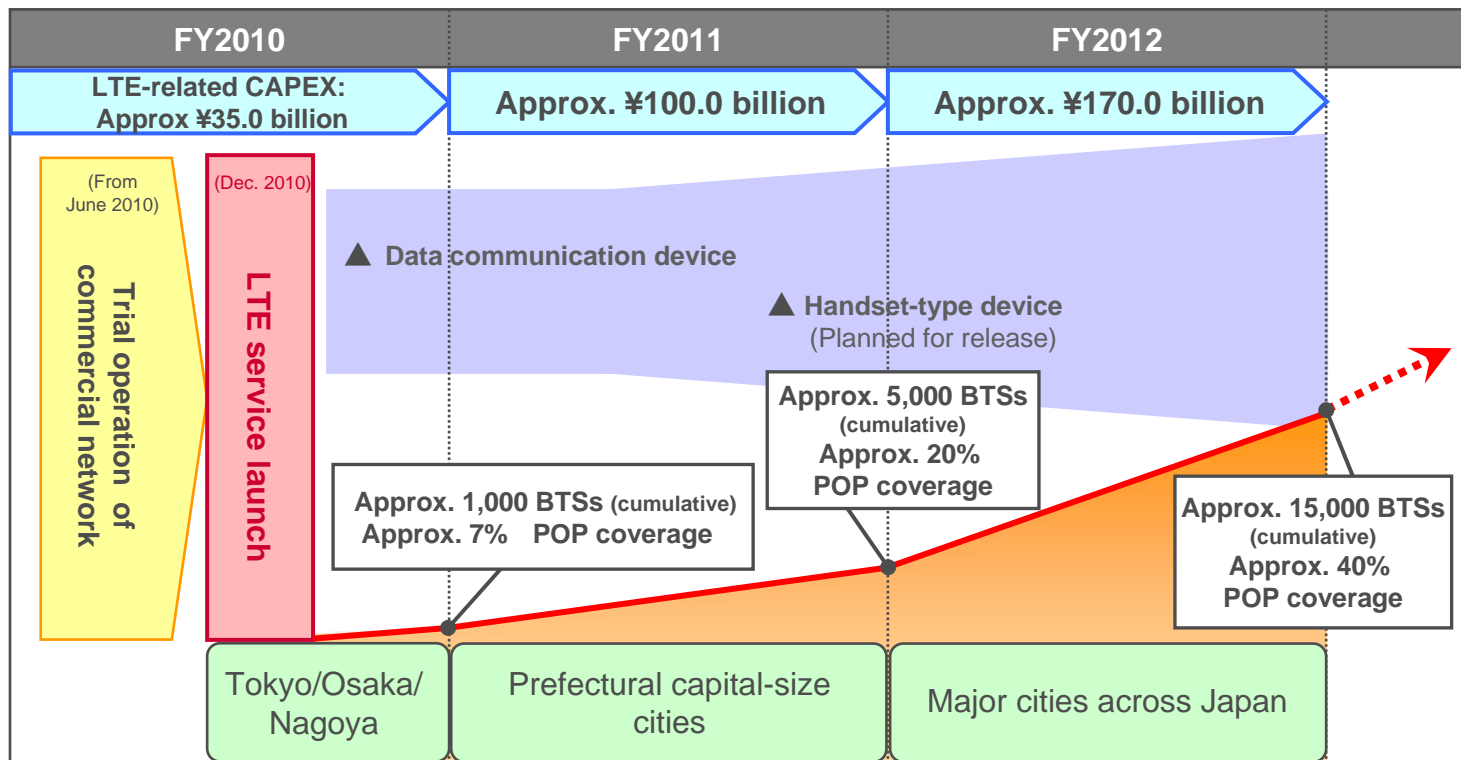 FY2010
FY2011
FY2012
LTE-related CAPEX:
Approx ¥35.0 billion
Approx. ¥100.0 billion
Approx. ¥170.0 billion
(From
June 2010)
Trial operation of
commercial network
(Dec. 2010)
LTE service launch
▲ Data communication device
▲ Handset-type device
(Planned for release)
Approx. 1,000 BTSs (cumulative)
Approx. 7% POP coverage
Approx. 5,000 BTSs
(cumulative)
Approx. 20%
POP coverage
Approx. 15,000 BTSs
(cumulative)
Approx. 40%
POP coverage
Tokyo/Osaka/
Nagoya
Prefectural capital-size
cities
Major cities across Japan